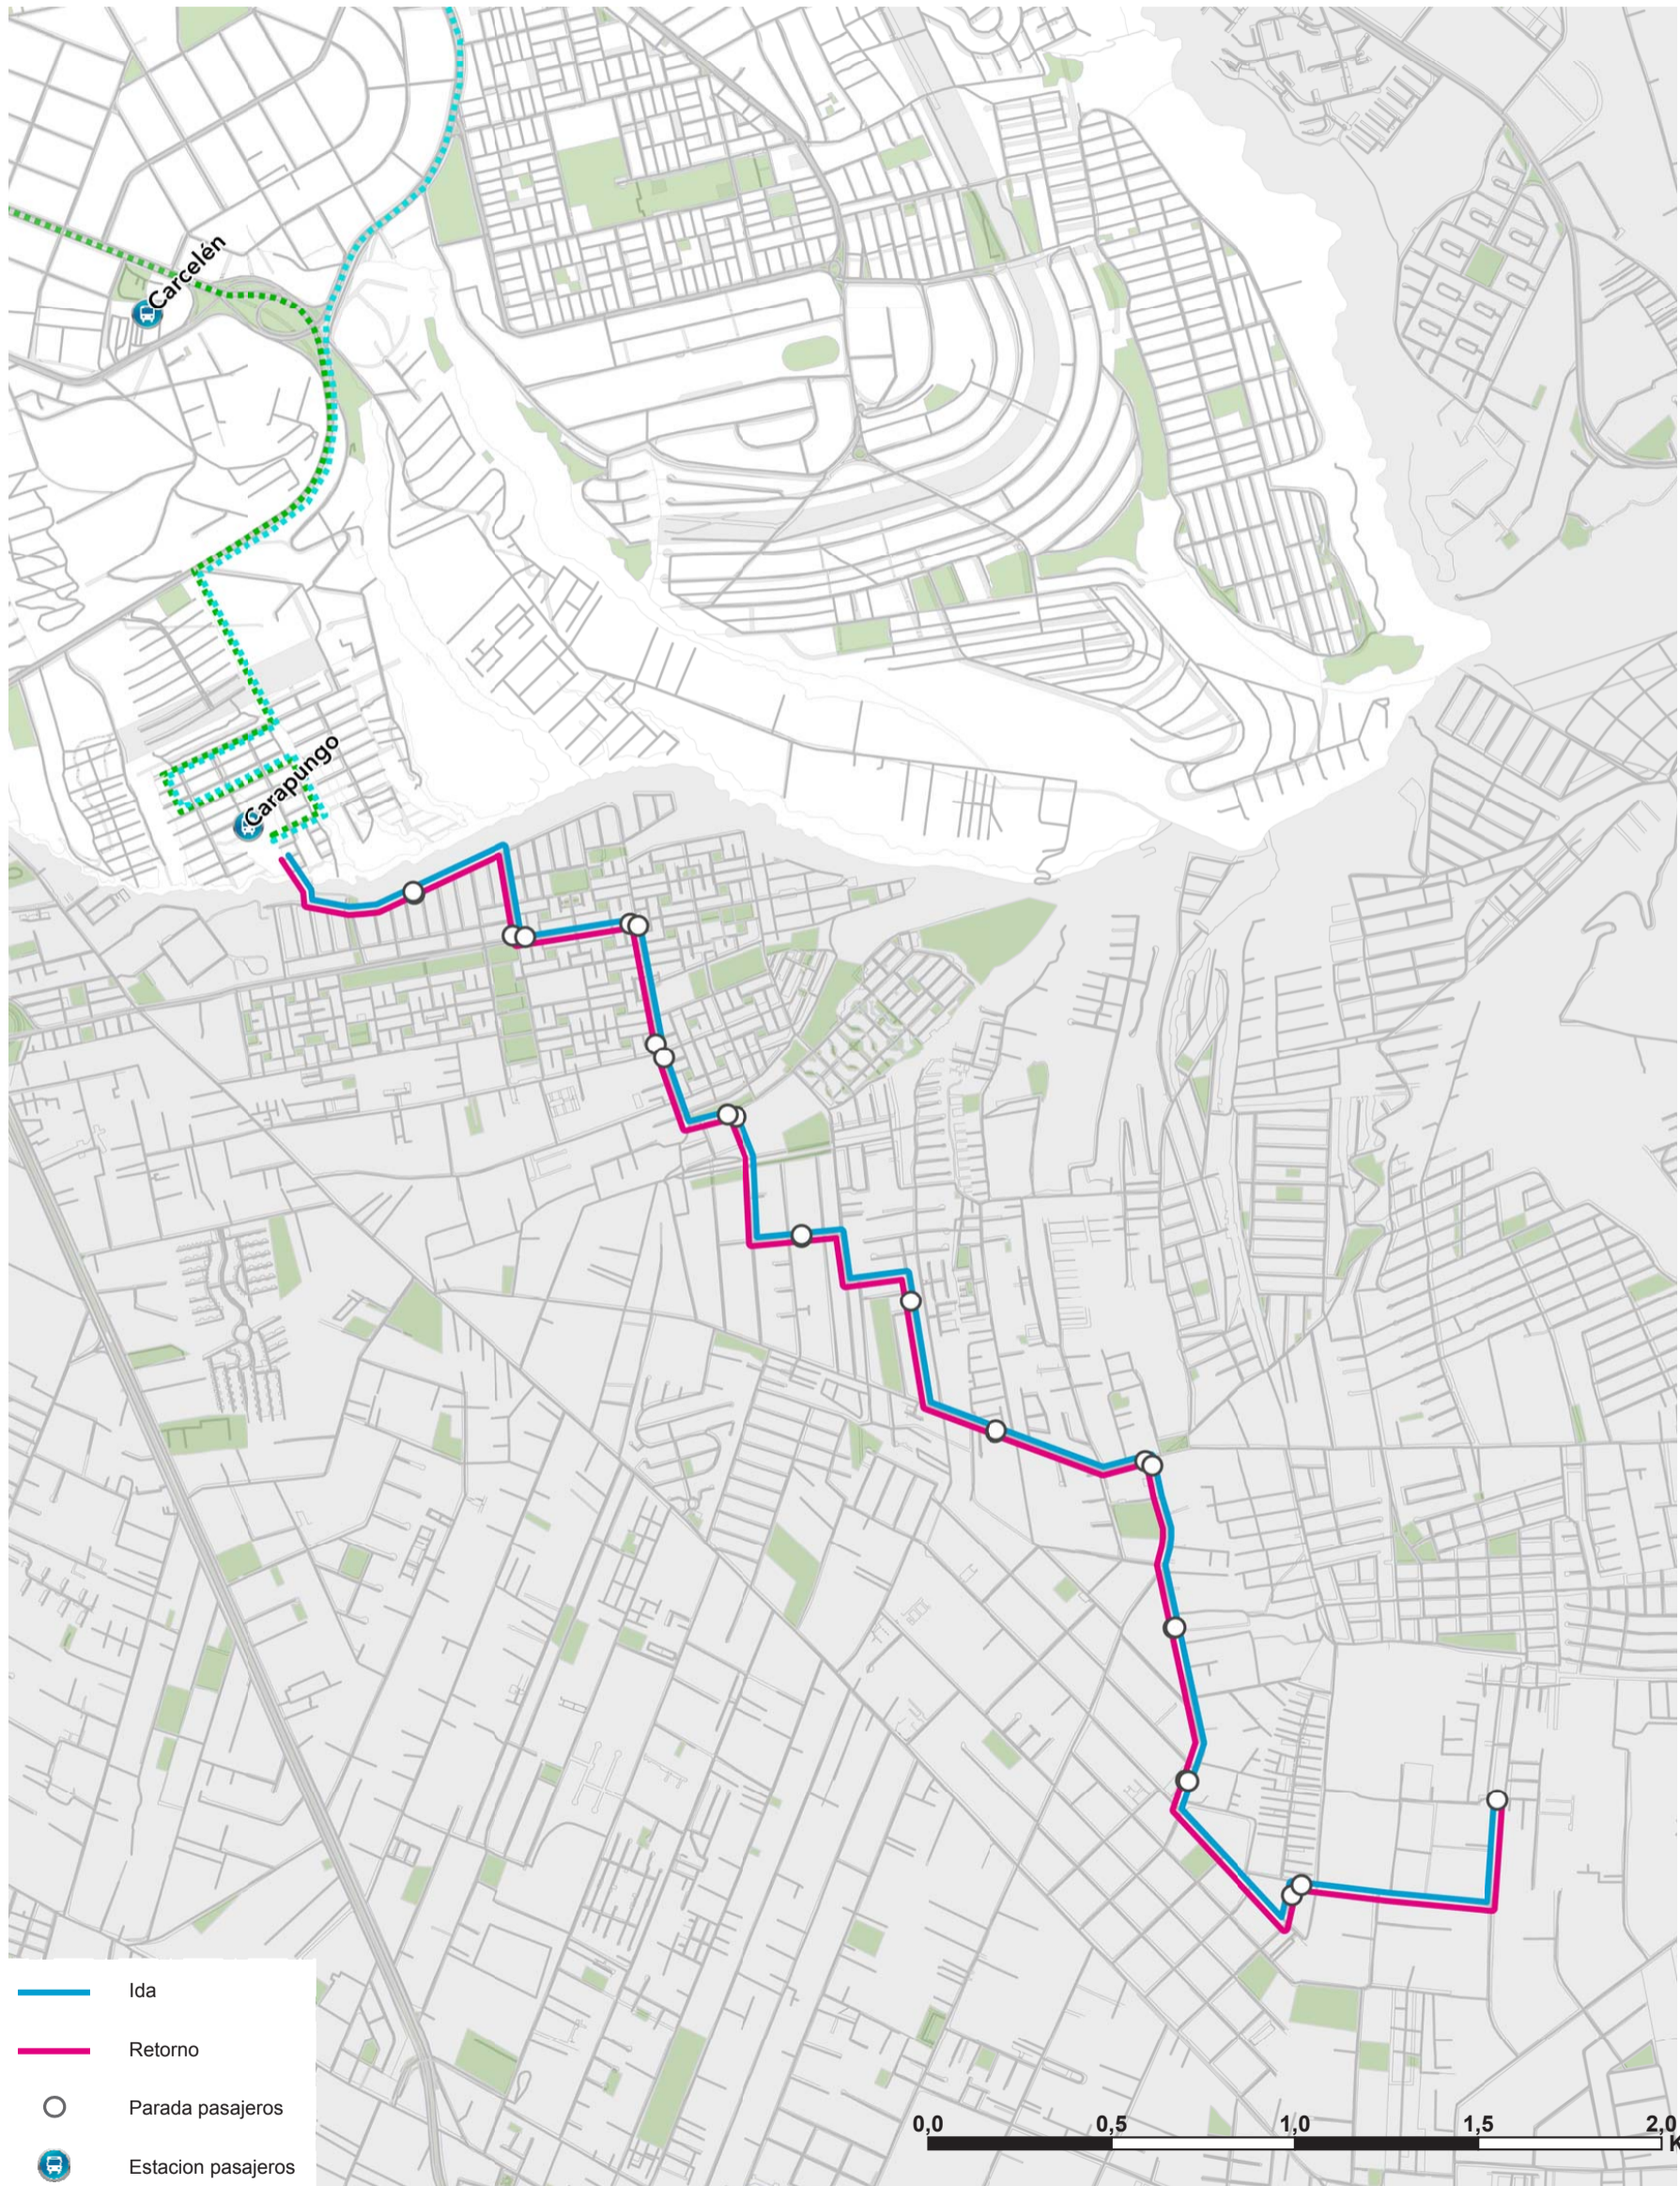 Carcelén
Carapungo
Ida
Retorno
Parada pasajeros
Estacion pasajeros
0,0 0,5 1,0 1,5 2,0
K